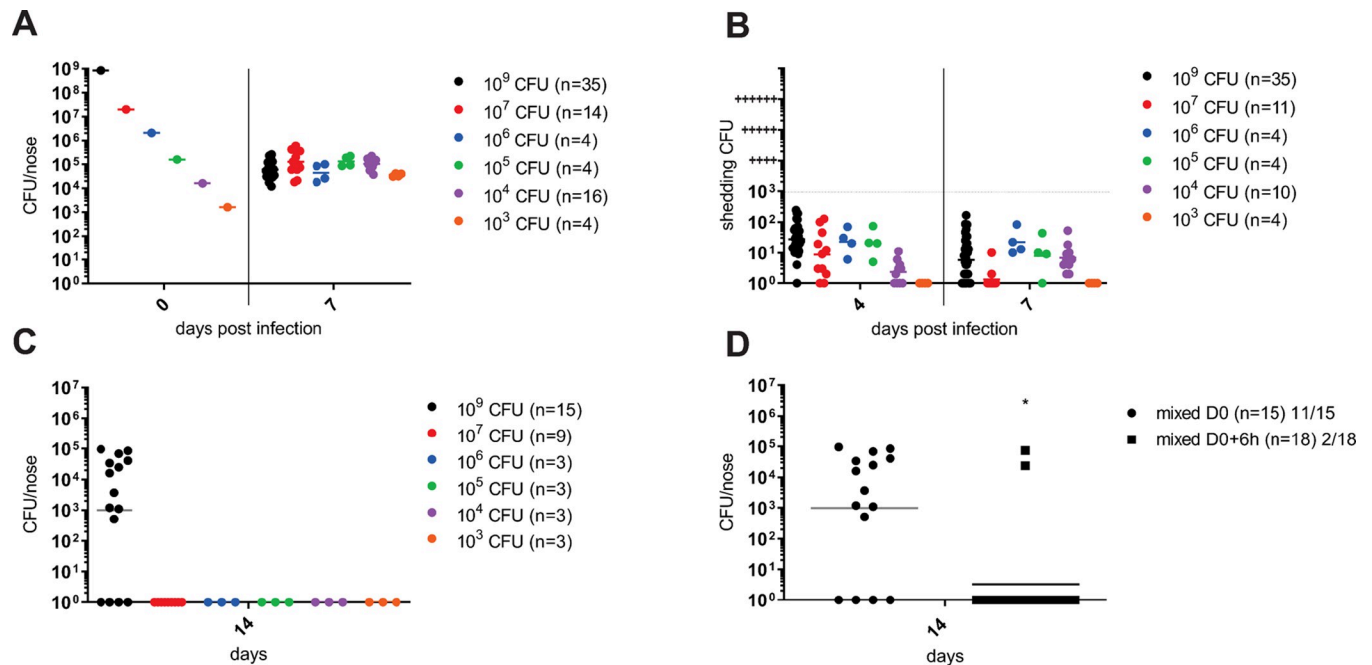 A
CFU/nose
10⁹
10⁸
10⁷
10⁶
10⁵
10⁴
10³
10²
10¹
10⁰
0
7
days post infection
10⁹ CFU (n=35)
10⁷ CFU (n=14)
10⁶ CFU (n=4)
10⁵ CFU (n=4)
10⁴ CFU (n=16)
10³ CFU (n=4)
B
shedding CFU
+++++
++++
+++
10³
10²
10¹
10⁰
4
7
days post infection
10⁹ CFU (n=35)
10⁷ CFU (n=11)
10⁶ CFU (n=4)
10⁵ CFU (n=4)
10⁴ CFU (n=10)
10³ CFU (n=4)
C
CFU/nose
10⁷
10⁶
10⁵
10⁴
10³
10²
10¹
10⁰
14
days
10⁹ CFU (n=15)
10⁷ CFU (n=9)
10⁶ CFU (n=3)
10⁵ CFU (n=3)
10⁴ CFU (n=3)
10³ CFU (n=3)
D
CFU/nose
10⁷
10⁶
10⁵
10⁴
10³
10²
10¹
10⁰
*
14
days
mixed D0 (n=15) 11/15
mixed D0+6h (n=18) 2/18